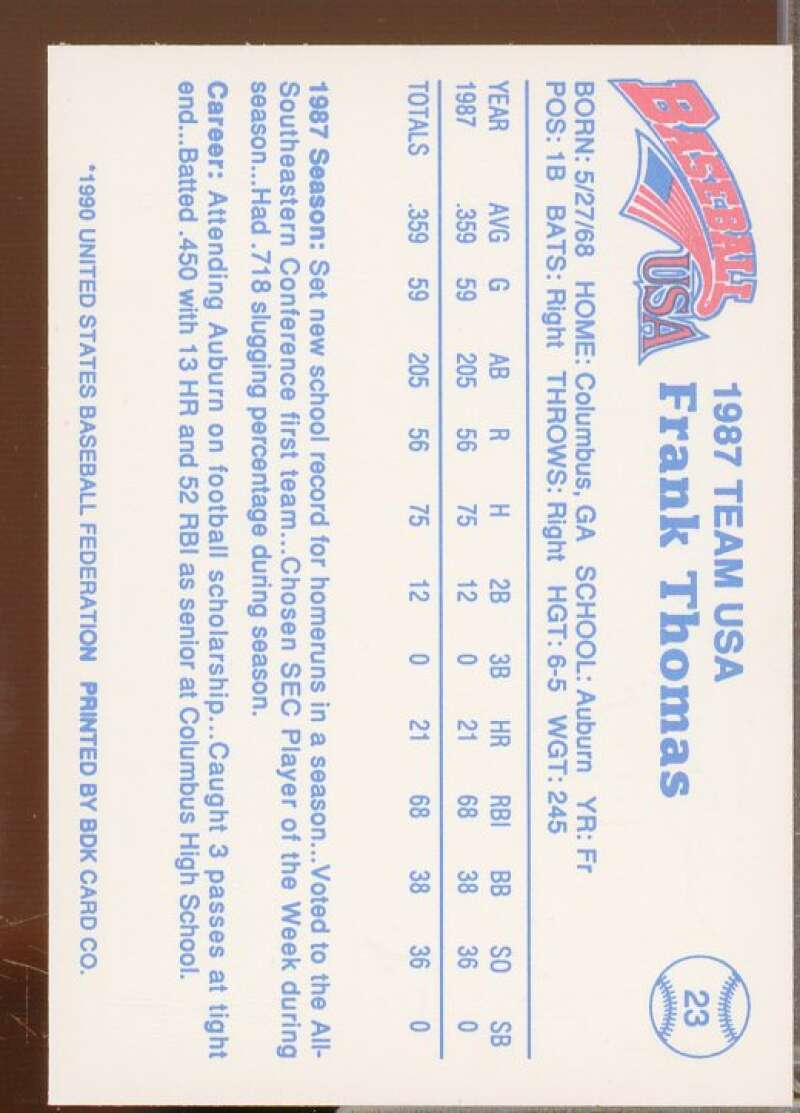 BASEBALL
USA
1987 TEAM USA
Frank Thomas
23
BORN: 5/27/68 HOME: Columbus, GA SCHOOL: Auburn YR: Fr
POS: 1B BATS: Right THROWS: Right HGT: 6-5 WGT: 245
YEAR AVG G AB R H 2B 3B HR RBI BB SO SB
1987 .359 59 205 56 75 12 0 21 68 38 36 0
TOTALS .359 59 205 56 75 12 0 21 68 38 36 0
1987 Season: Set new school record for homeruns in a season...Voted to the All-
Southeastern Conference first team...Chosen SEC Player of the Week during
season...Had .718 slugging percentage during season.
Career: Attending Auburn on football scholarship...Caught 3 passes at tight
end...Batted .450 with 13 HR and 52 RBI as senior at Columbus High School.
*1990 UNITED STATES BASEBALL FEDERATION PRINTED BY BDK CARD CO.